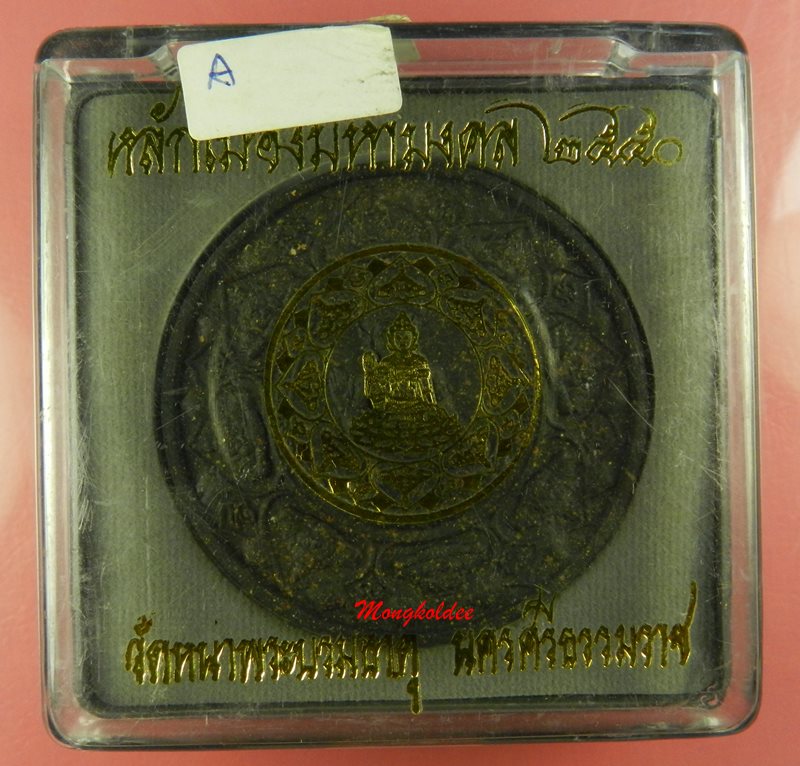 A
หลักเมืองมหามงคล ๒๕๕๐
Mongkoldee
วัดหน้าพระบรมธาตุ นครศรีธรรมราช